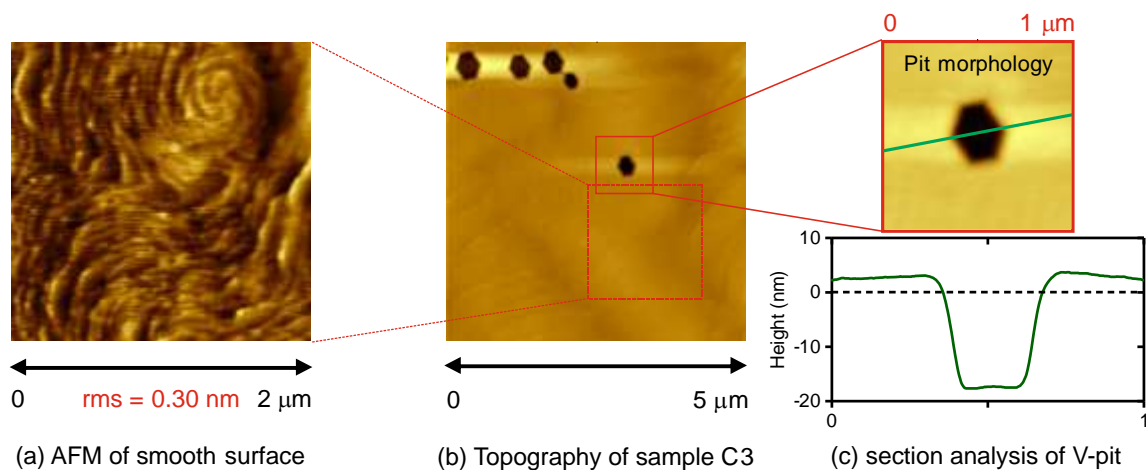 0 1 μm
Pit morphology
10
0
-10
-20
Height (nm)
0 1
0 rms = 0.30 nm 2 μm
0 5 μm
(a) AFM of smooth surface
(b) Topography of sample C3
(c) section analysis of V-pit